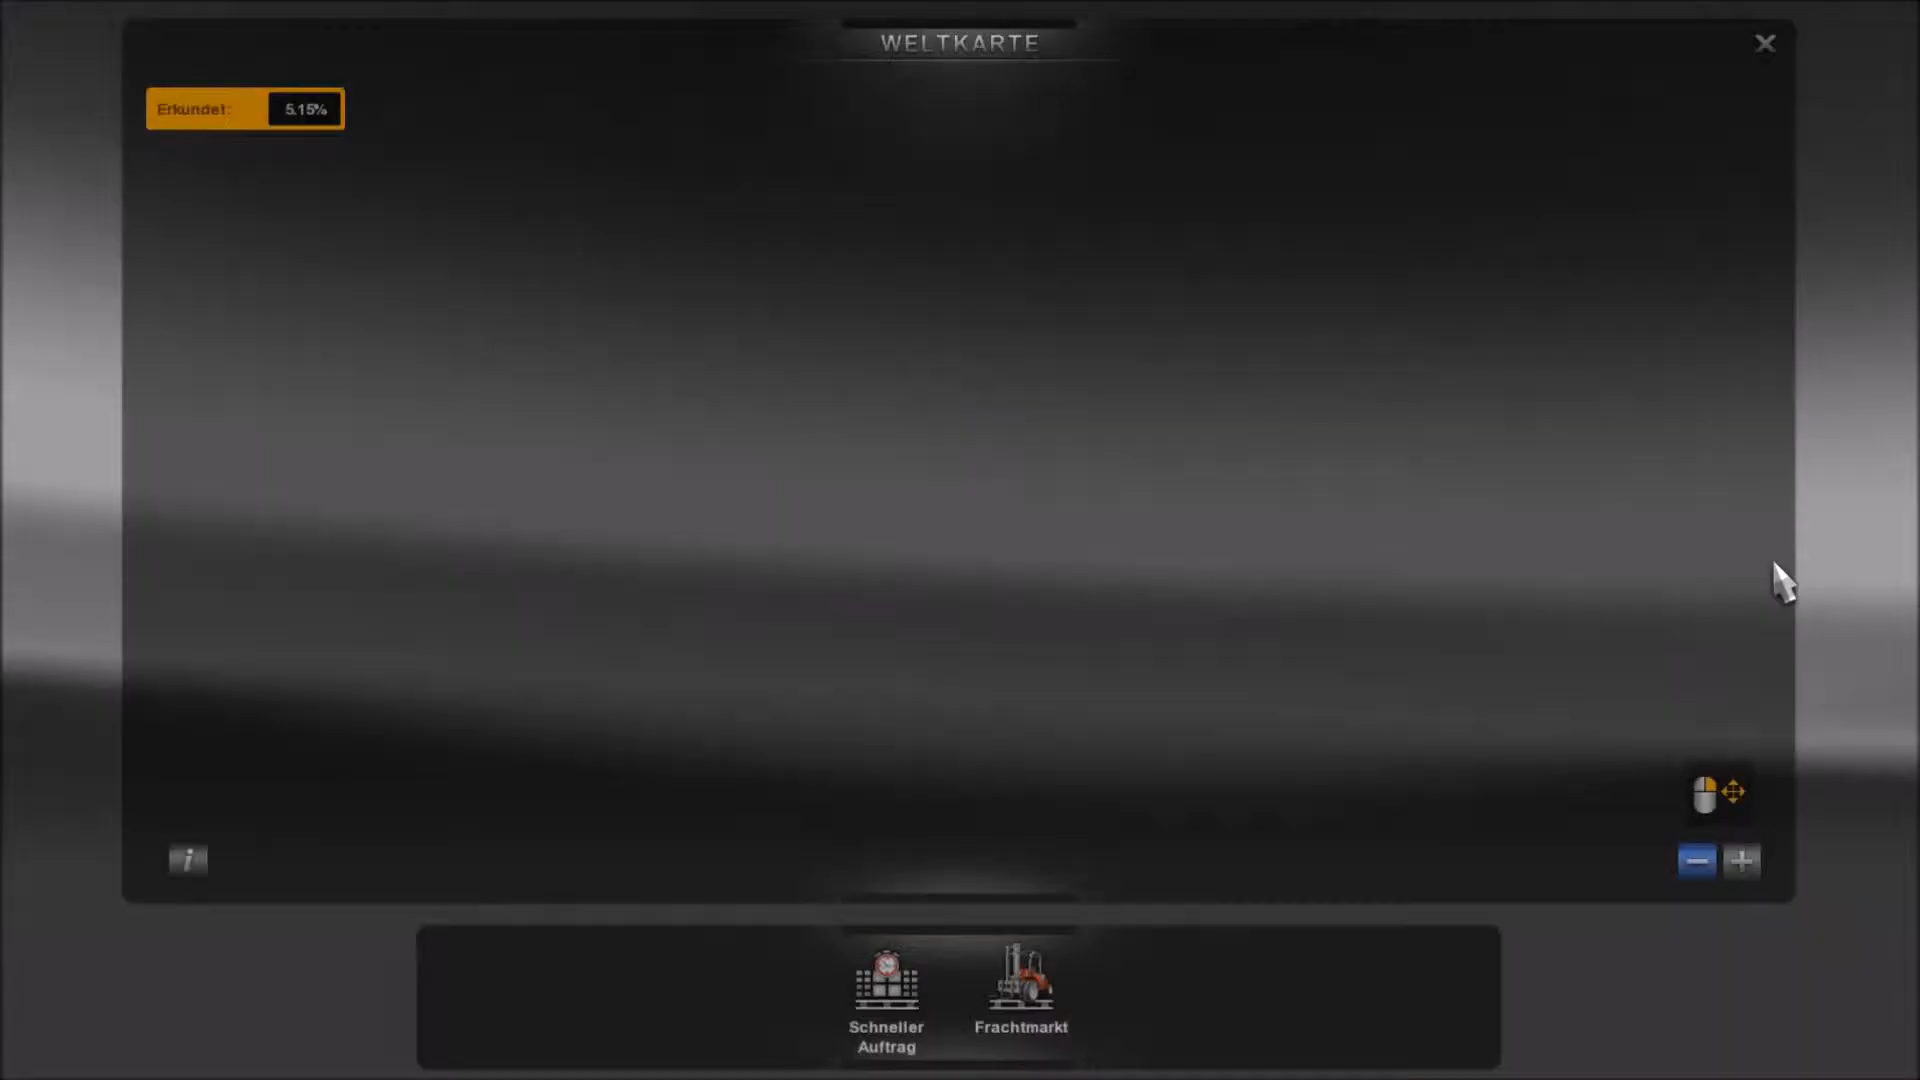 WELTKARTE
Erkundet: 5.15%
Schneller
Auftrag
Frachtmarkt